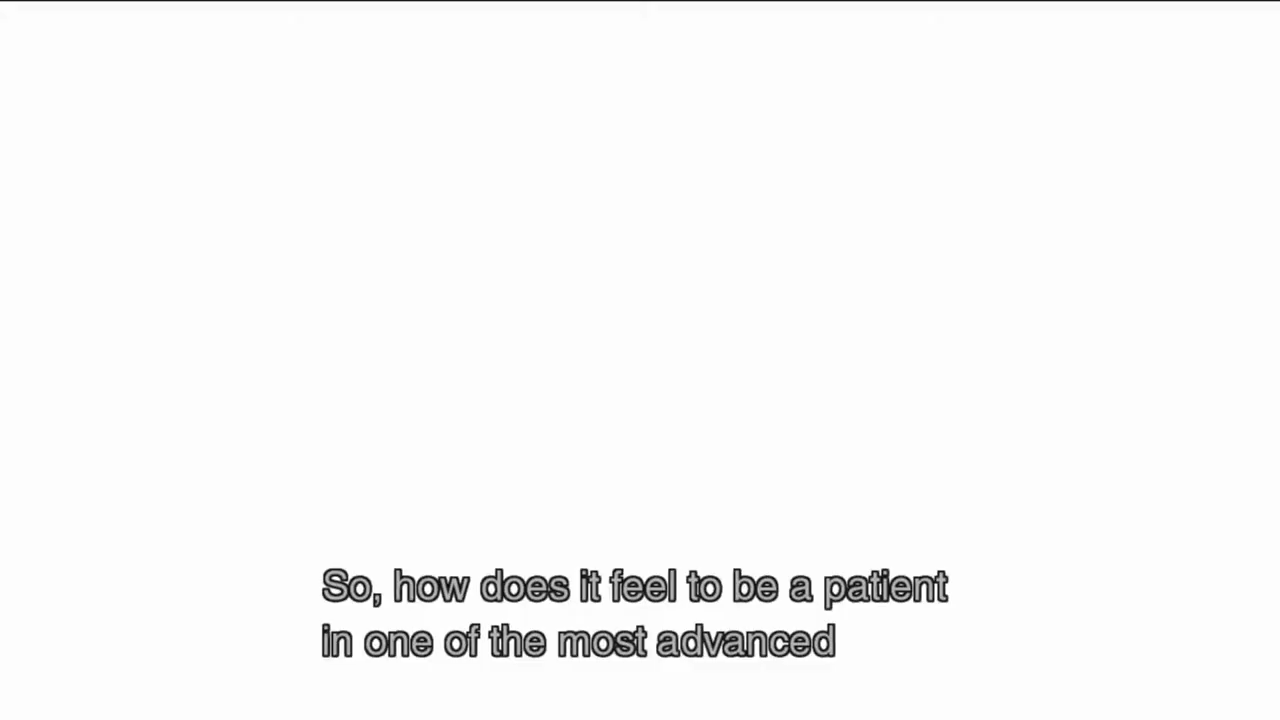 So, how does it feel to be a patient
in one of the most advanced